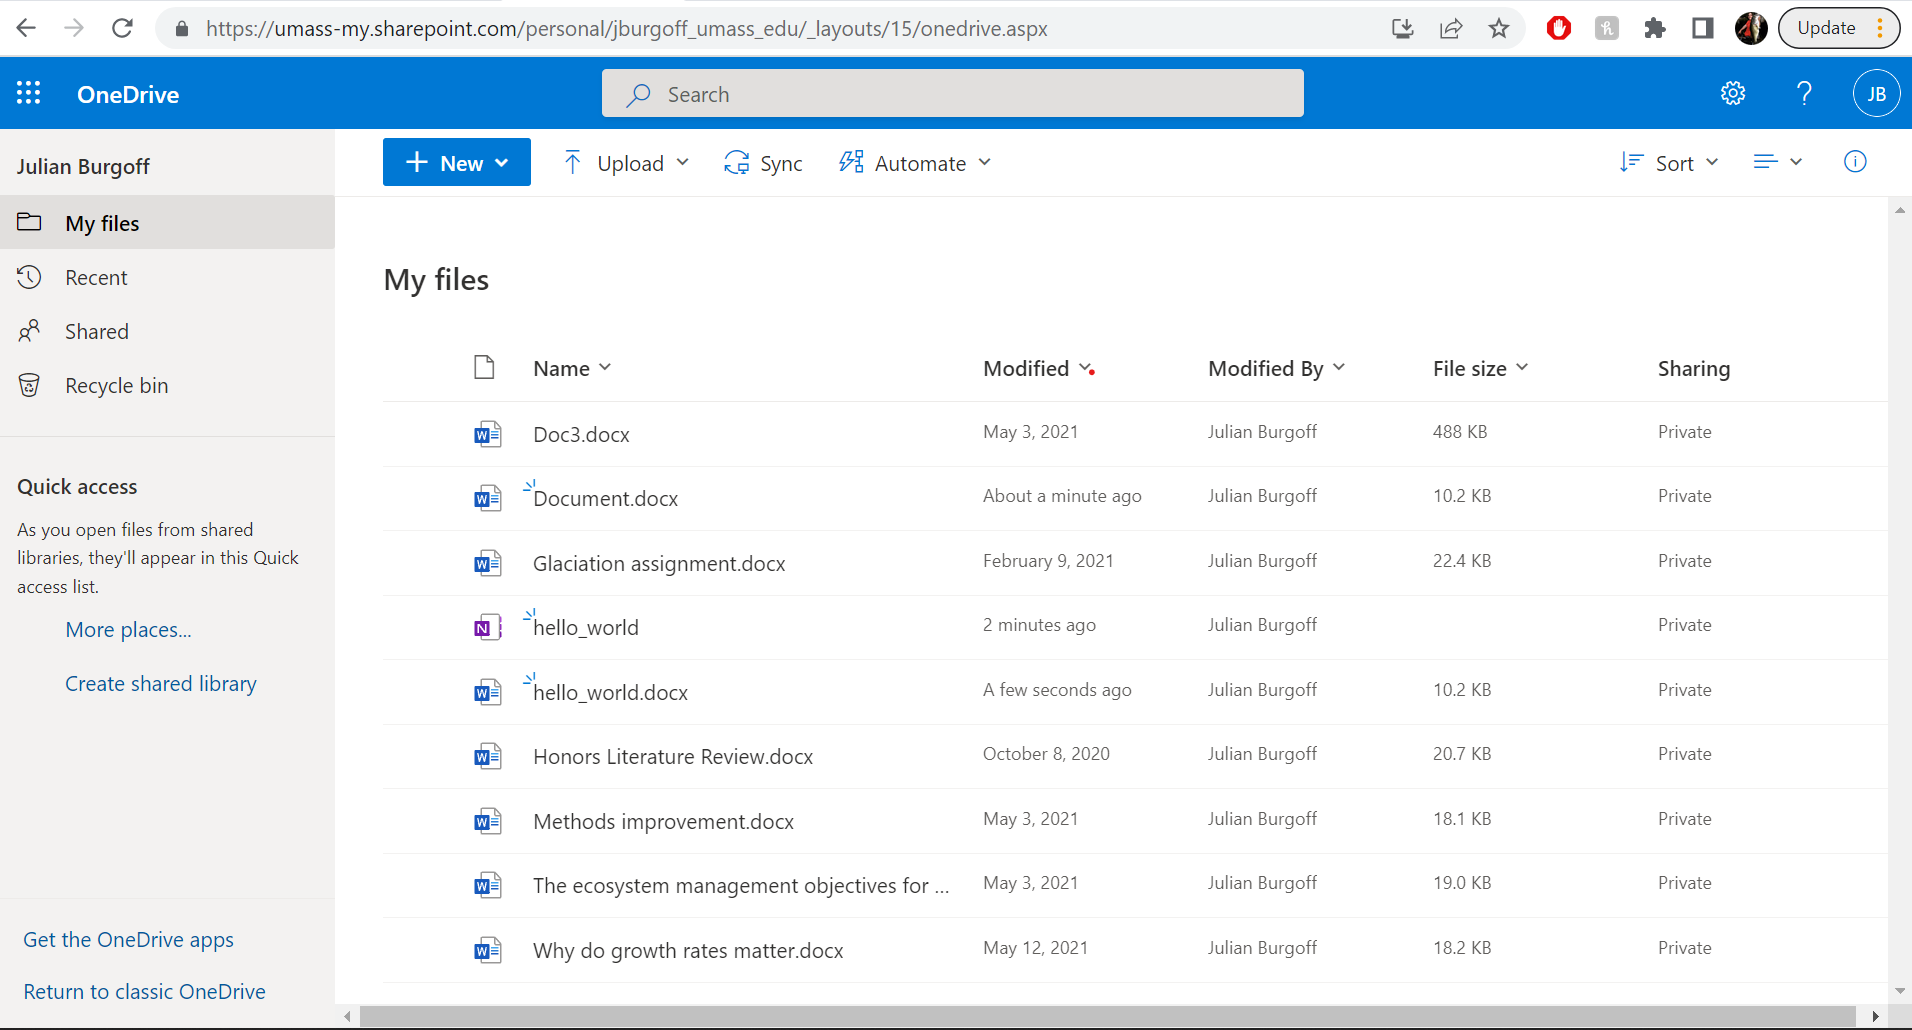 https://umass-my.sharepoint.com/personal/jburgoff_umass_edu/_layouts/15/onedrive.aspx
Update
OneDrive
Search
?
JB
Julian Burgoff
My files
Recent
Shared
Recycle bin
Quick access
As you open files from shared
libraries, they'll appear in this Quick
access list.
More places...
Create shared library
Get the OneDrive apps
Return to classic OneDrive
New Upload Sync Automate Sort
My files
Name Modified Modified By File size Sharing
Doc3.docx May 3, 2021 Julian Burgoff 488 KB Private
Document.docx About a minute ago Julian Burgoff 10.2 KB Private
Glaciation assignment.docx February 9, 2021 Julian Burgoff 22.4 KB Private
hello_world 2 minutes ago Julian Burgoff Private
hello_world.docx A few seconds ago Julian Burgoff 10.2 KB Private
Honors Literature Review.docx October 8, 2020 Julian Burgoff 20.7 KB Private
Methods improvement.docx May 3, 2021 Julian Burgoff 18.1 KB Private
The ecosystem management objectives for ... May 3, 2021 Julian Burgoff 19.0 KB Private
Why do growth rates matter.docx May 12, 2021 Julian Burgoff 18.2 KB Private